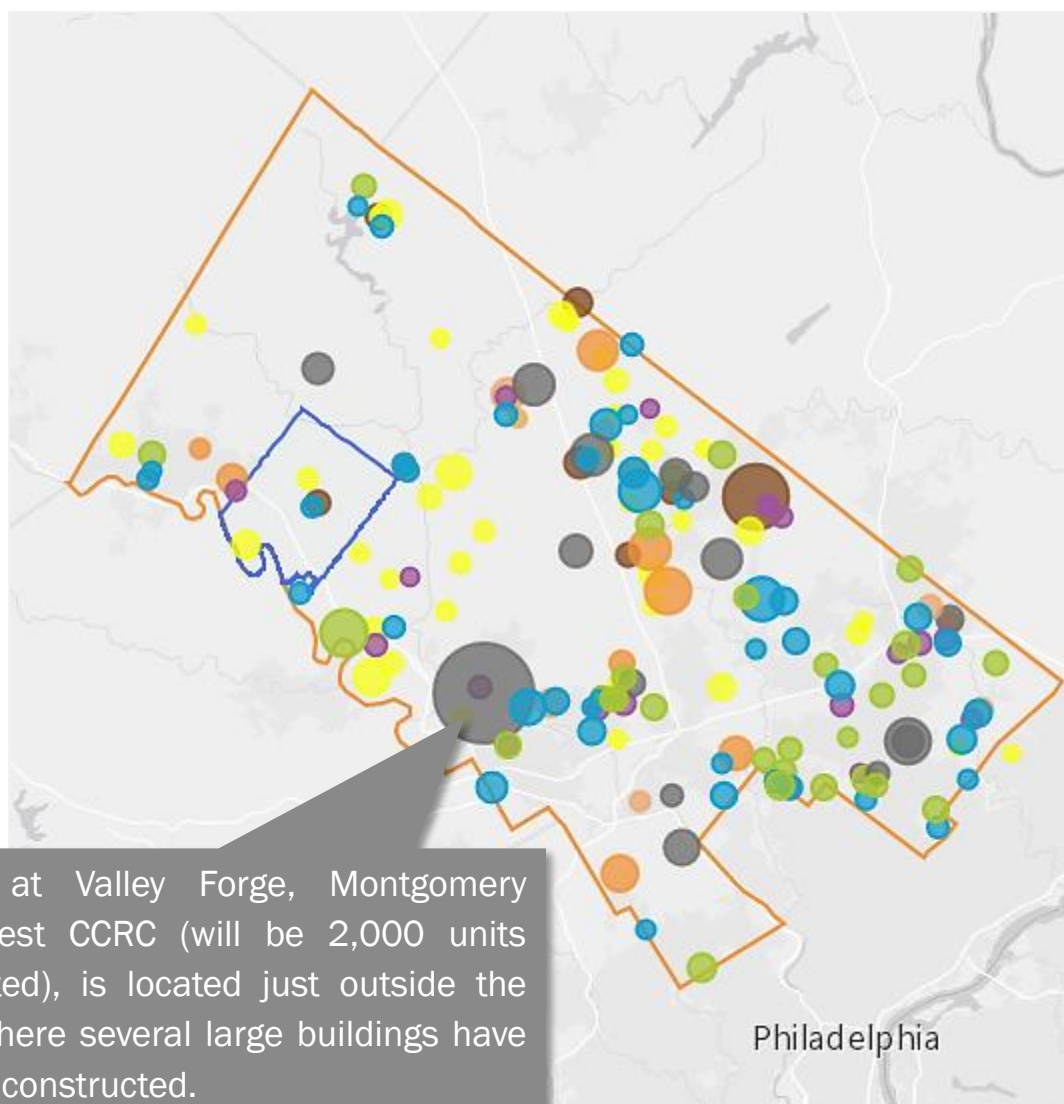 Philadelphia
at Valley Forge, Montgomery
est CCRC (will be 2,000 units
ed), is located just outside the
here several large buildings have
constructed.